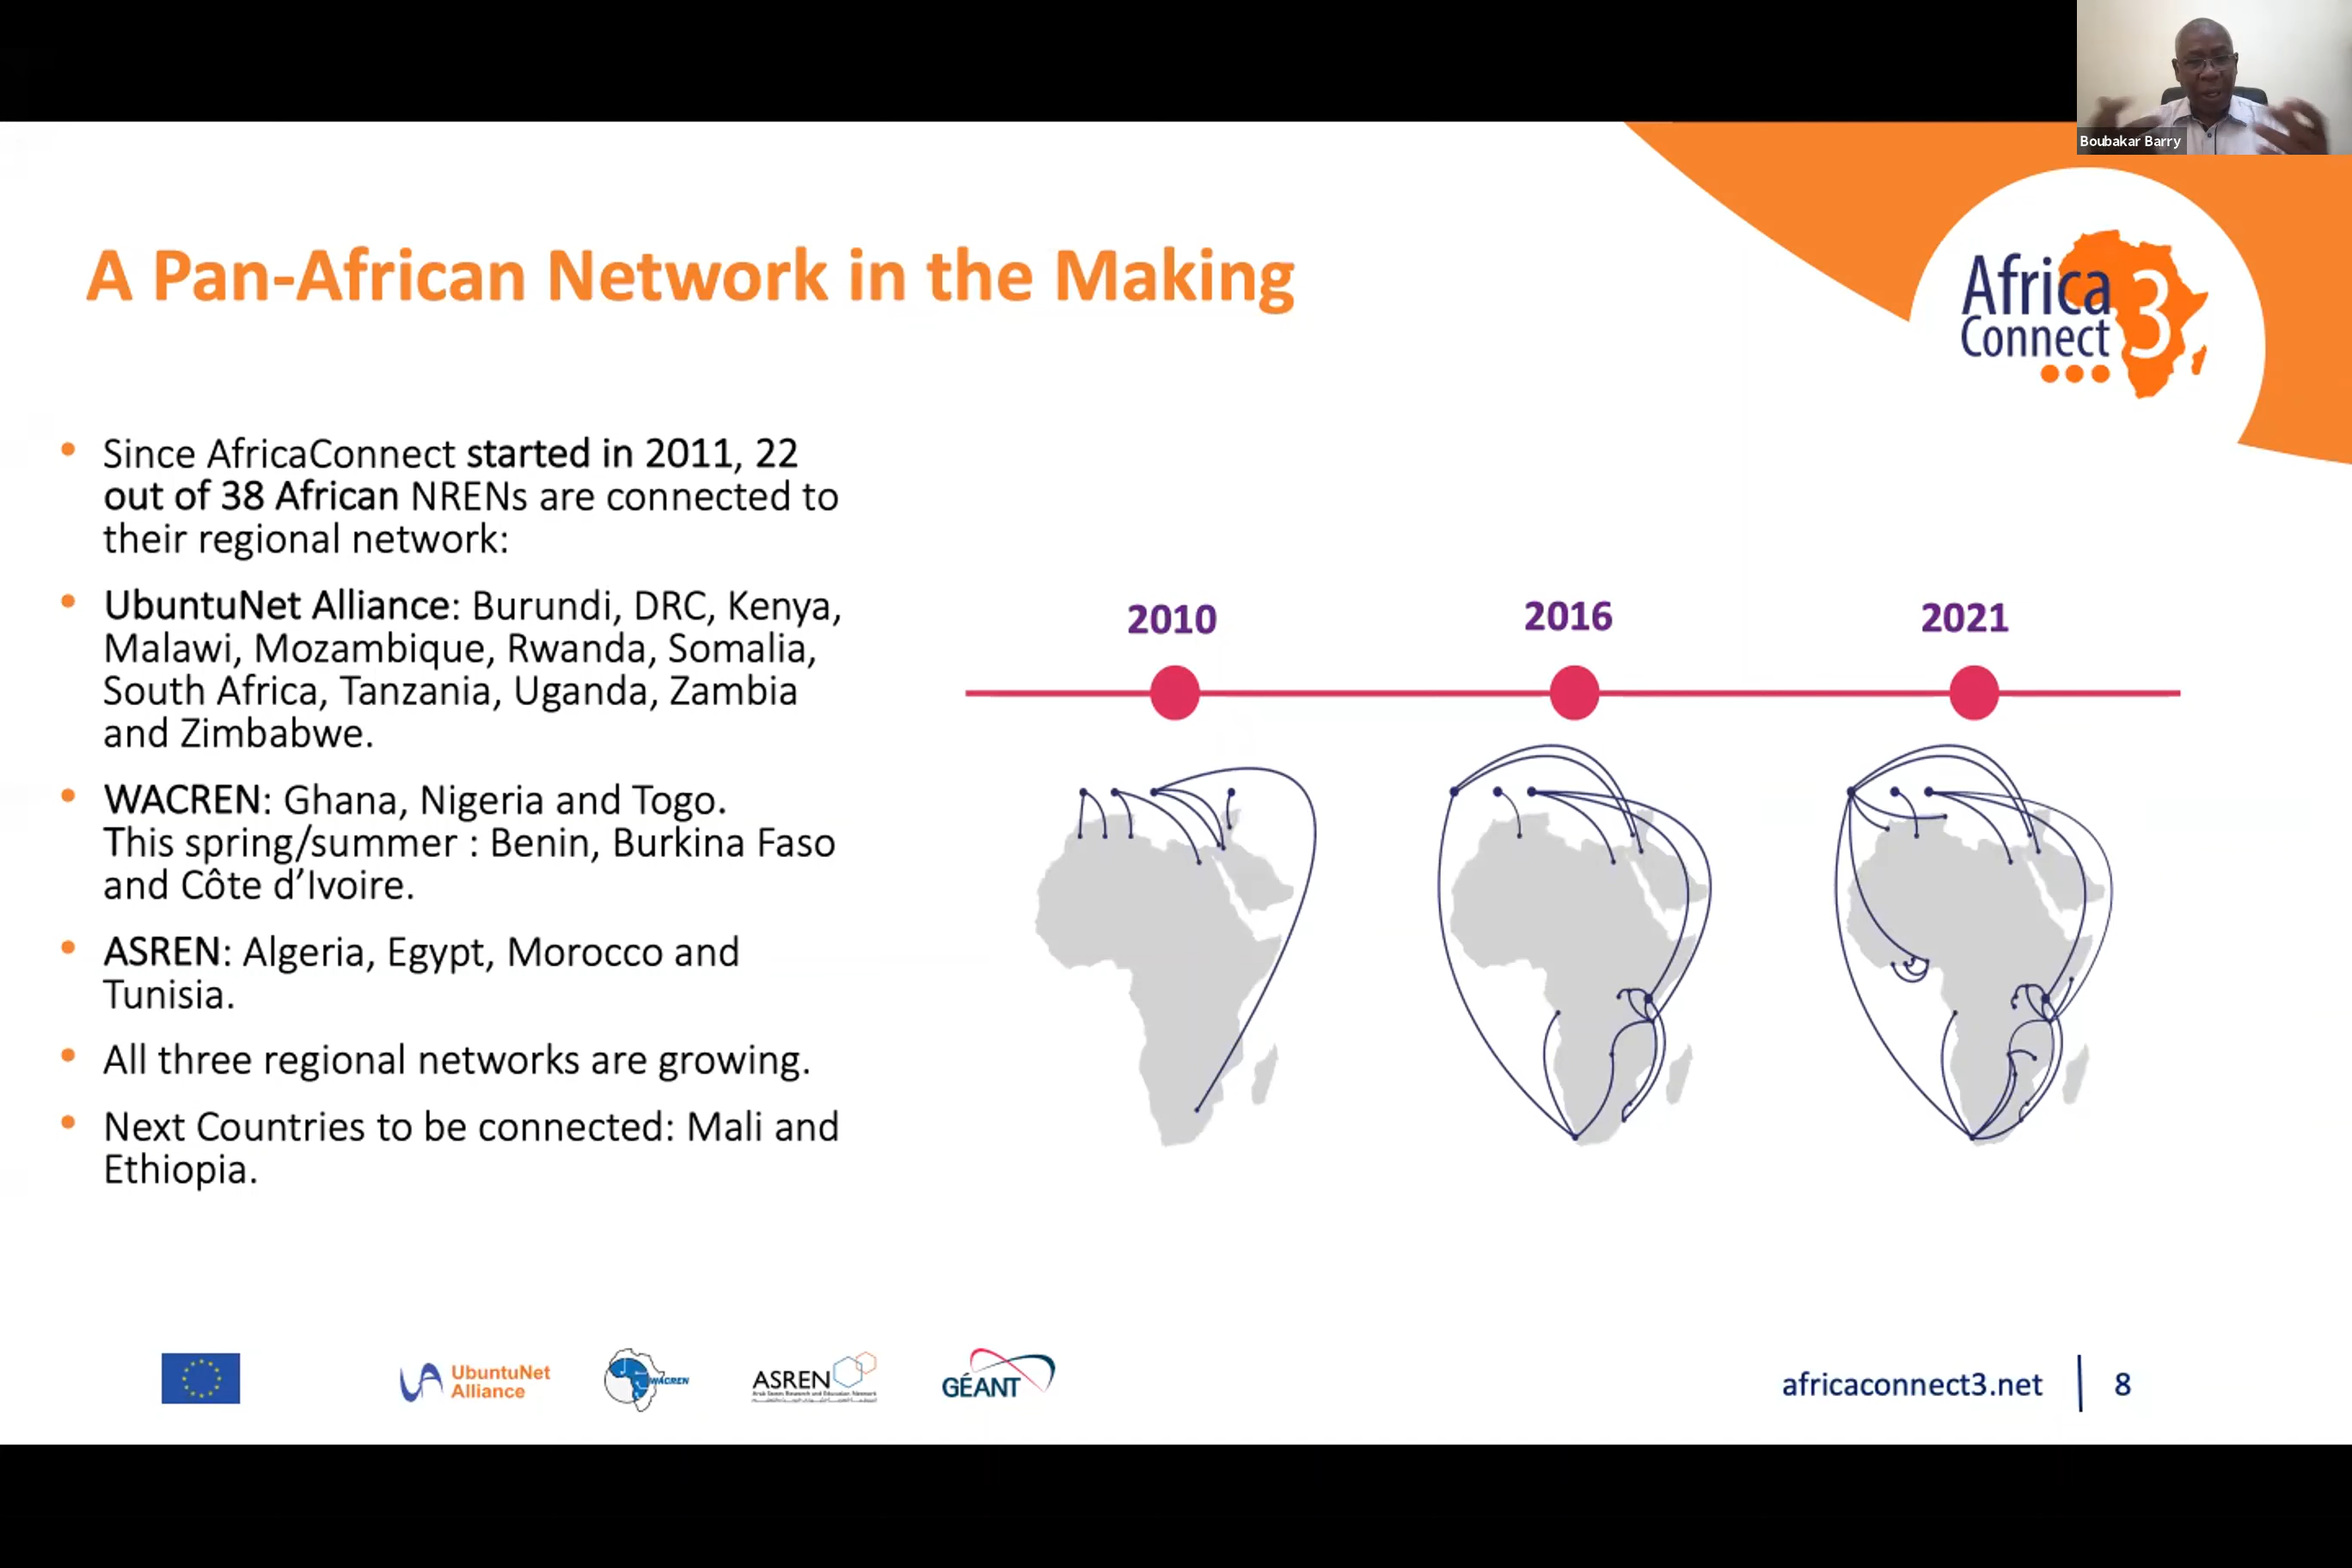 Boubakar Barry
A Pan-African Network in the Making
Africa
Connect
3
Since AfricaConnect started in 2011, 22
out of 38 African NRENs are connected to
their regional network:
UbuntuNet Alliance: Burundi, DRC, Kenya,
Malawi, Mozambique, Rwanda, Somalia,
South Africa, Tanzania, Uganda, Zambia
and Zimbabwe.
WACREN: Ghana, Nigeria and Togo.
This spring/summer : Benin, Burkina Faso
and Côte d’Ivoire.
ASREN: Algeria, Egypt, Morocco and
Tunisia.
All three regional networks are growing.
Next Countries to be connected: Mali and
Ethiopia.
2010
2016
2021
UbuntuNet
Alliance
WACREN
ASREN
Arab States Research and Education Network
GÉANT
africaconnect3.net
8